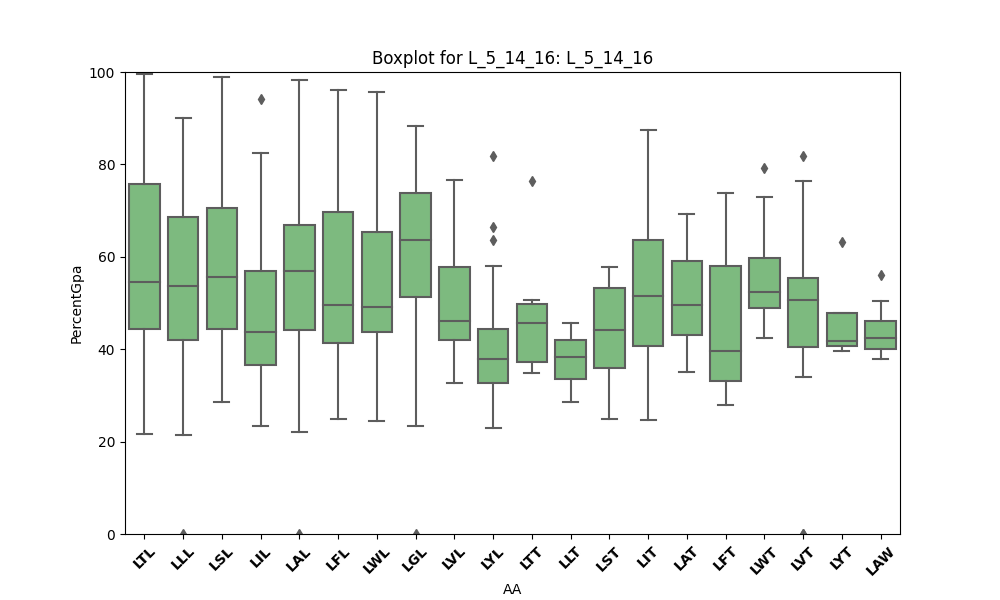 Boxplot for L_5_14_16: L_5_14_16
100
80
60
40
20
0
PercentGpa
LTL LLL LSL LIL LAL LFL LWL LGL LVL LYL LTT LLT LST LIT LAT LFT LWT LVT LYT LAW
AA